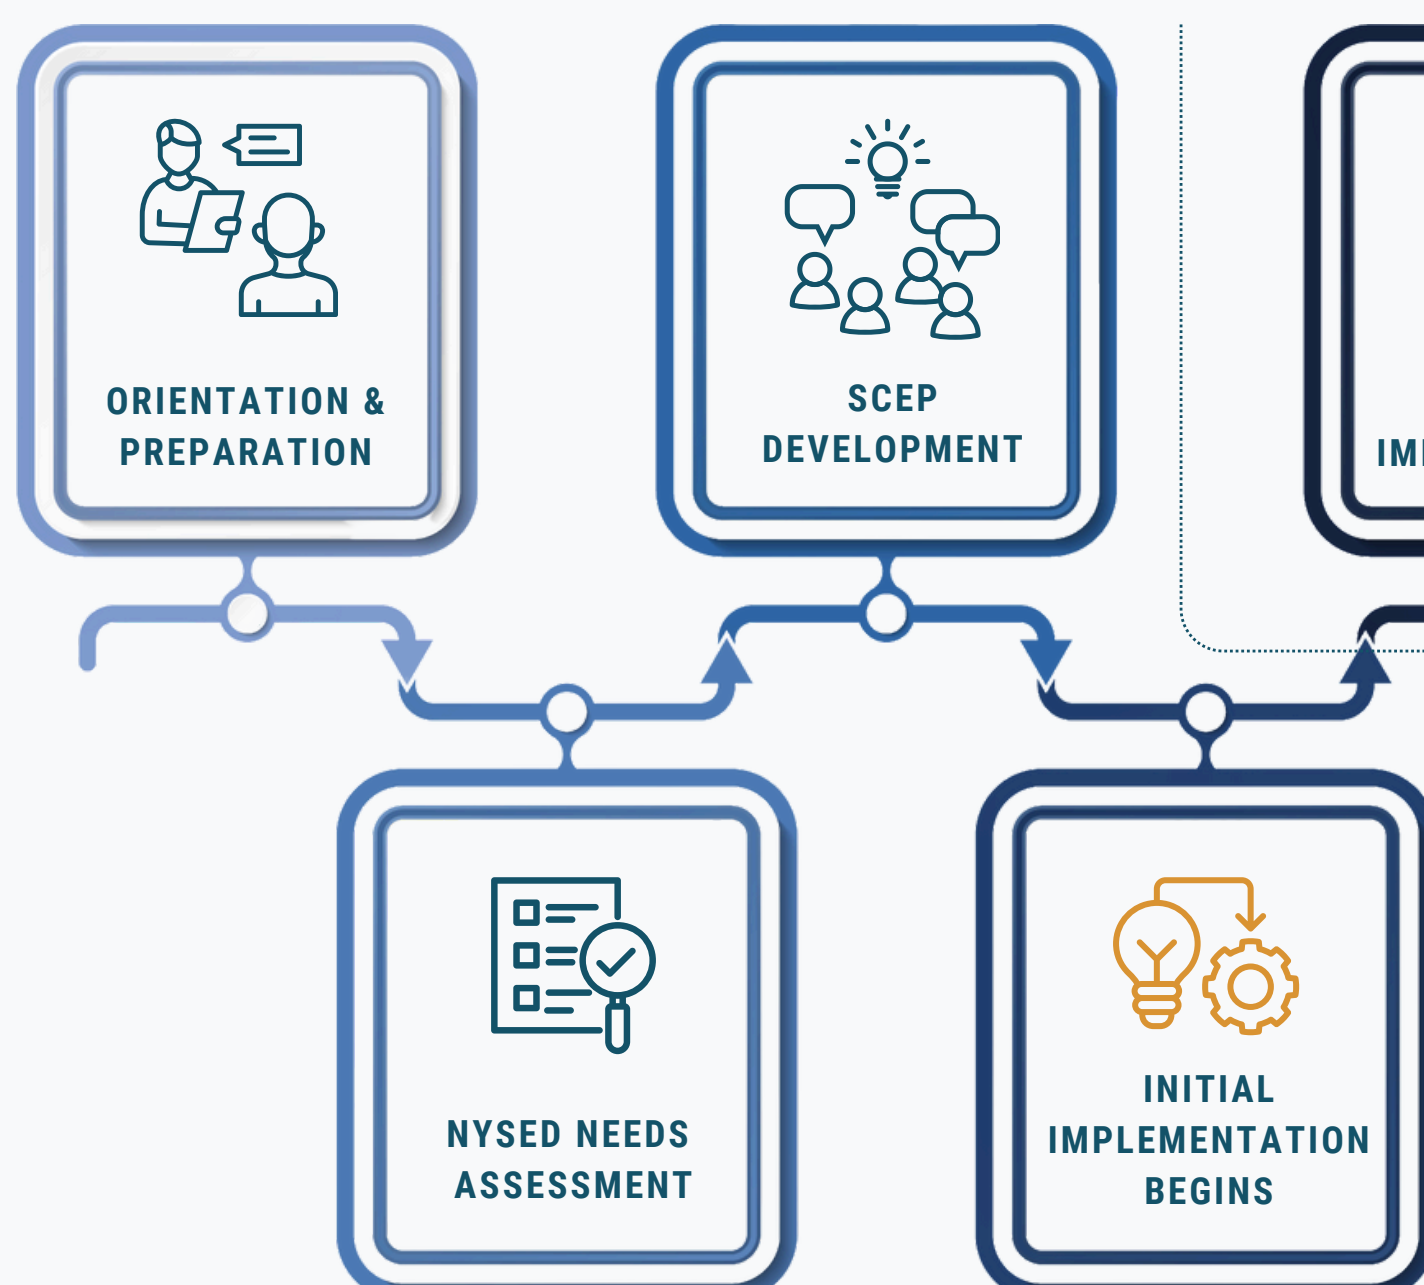 ORIENTATION &
PREPARATION
SCEP
DEVELOPMENT
NYSED NEEDS
ASSESSMENT
INITIAL
IMPLEMENTATION
BEGINS